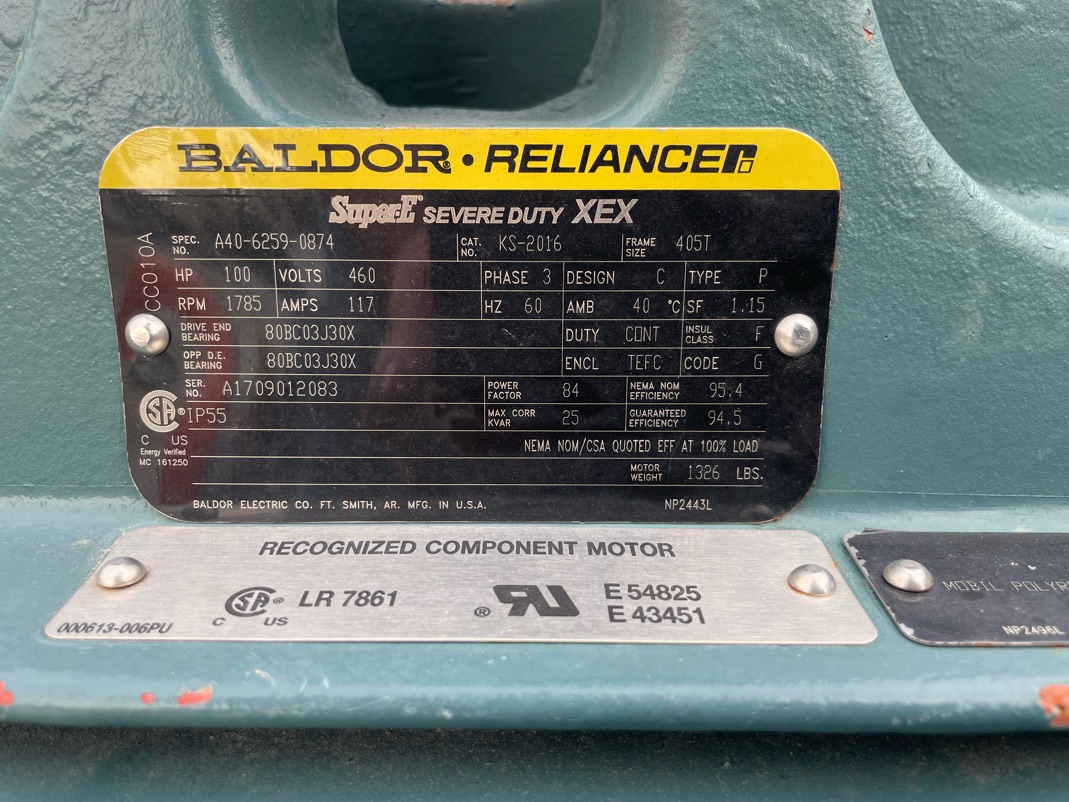 BALDOR® • RELIANCE
Super-E® SEVERE DUTY XEX
CC010A
SPEC. NO. A40-6259-0874 CAT. NO. KS-2016 FRAME SIZE 405T
HP 100 VOLTS 460 PHASE 3 DESIGN C TYPE P
RPM 1785 AMPS 117 HZ 60 AMB 40 °C SF 1.15
DRIVE END BEARING 80BC03J30X DUTY CONT INSUL CLASS F
OPP D.E. BEARING 80BC03J30X ENCL TEFC CODE G
SER. NO. A1709012083 POWER FACTOR 84 NEMA NOM EFFICIENCY 95.4
IP55 MAX CORR KVAR 25 GUARANTEED EFFICIENCY 94.5
SA®
C US
Energy Verified
MC 161250
NEMA NOM/CSA QUOTED EFF AT 100% LOAD
MOTOR WEIGHT 1326 LBS.
BALDOR ELECTRIC CO. FT. SMITH, AR. MFG. IN U.S.A. NP2443L
RECOGNIZED COMPONENT MOTOR
SA® LR 7861 ® RU E 54825
C US E 43451
000613-006PU
MOBIL POLYR
NP2496L